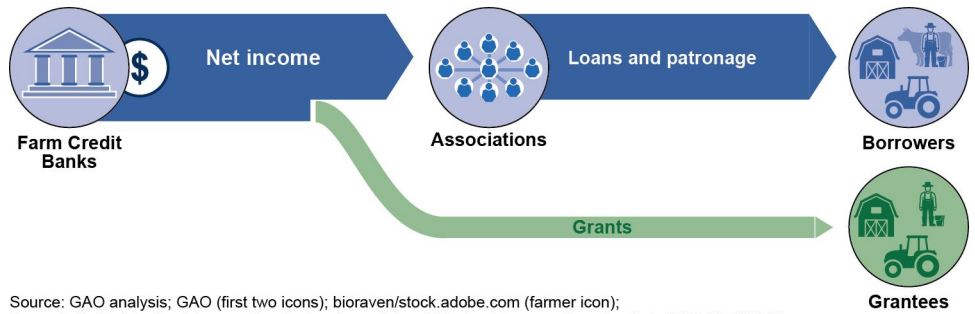 $
Net income
Loans and patronage
Farm Credit
Banks
Associations
Borrowers
Grants
Grantees
Source: GAO analysis; GAO (first two icons); bioraven/stock.adobe.com (farmer icon);